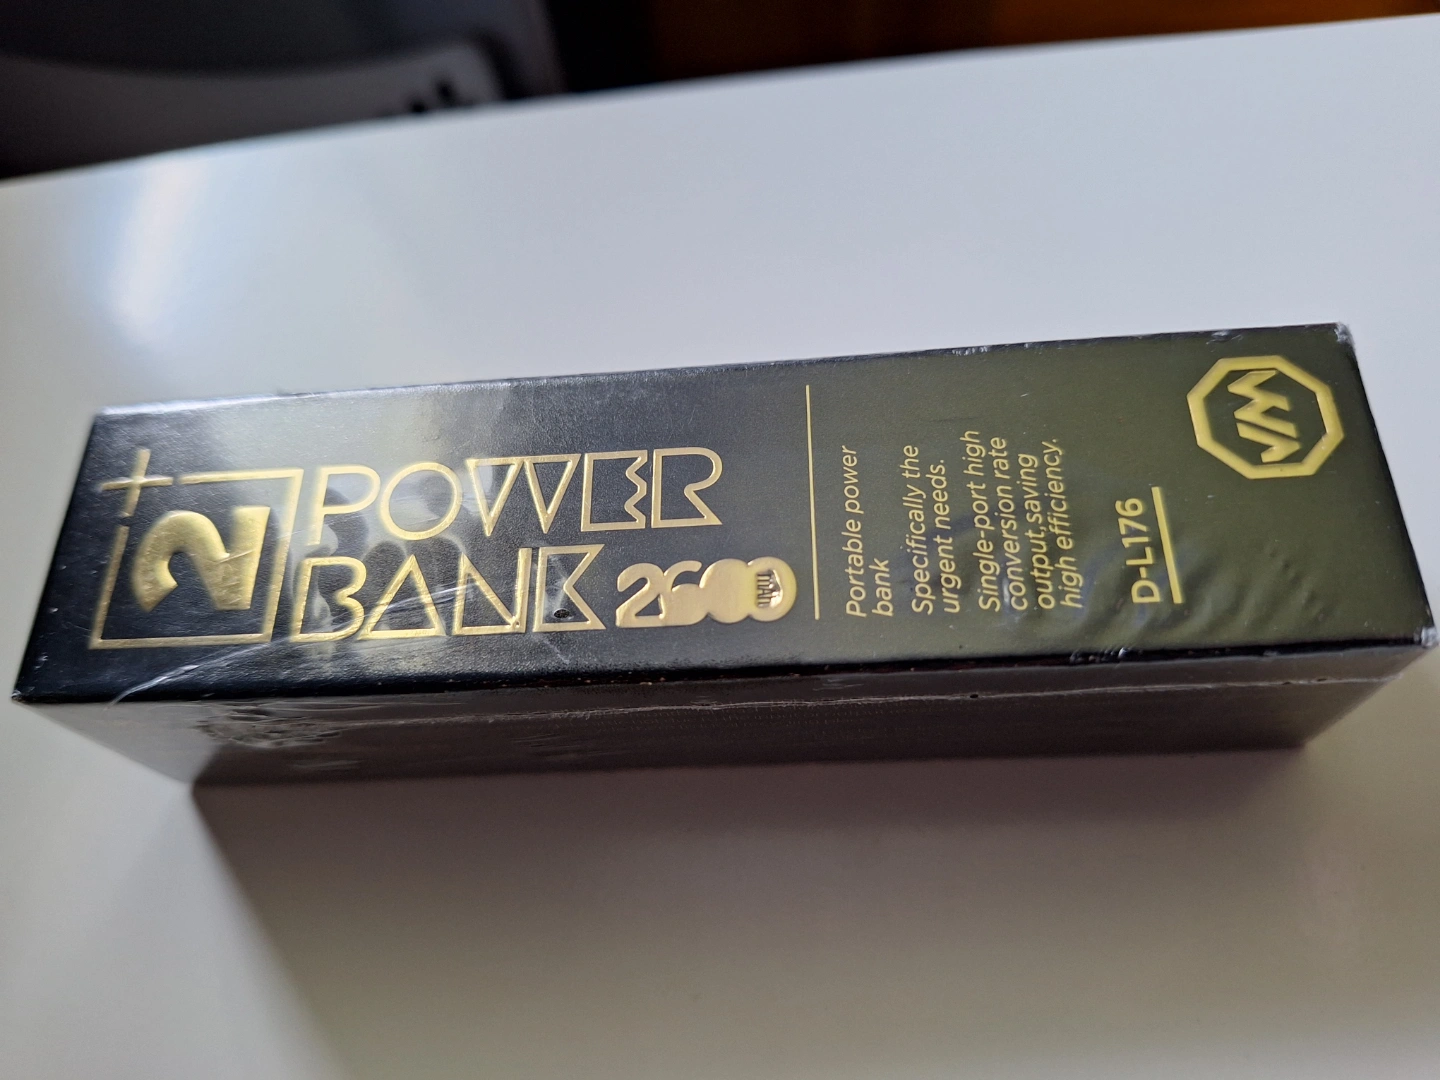 +2
POWER
BANK 2600
mAh
Portable power
bank
Specifically the
urgent needs.
Single-port high
conversion rate
output,saving
high efficiency.
D-L176